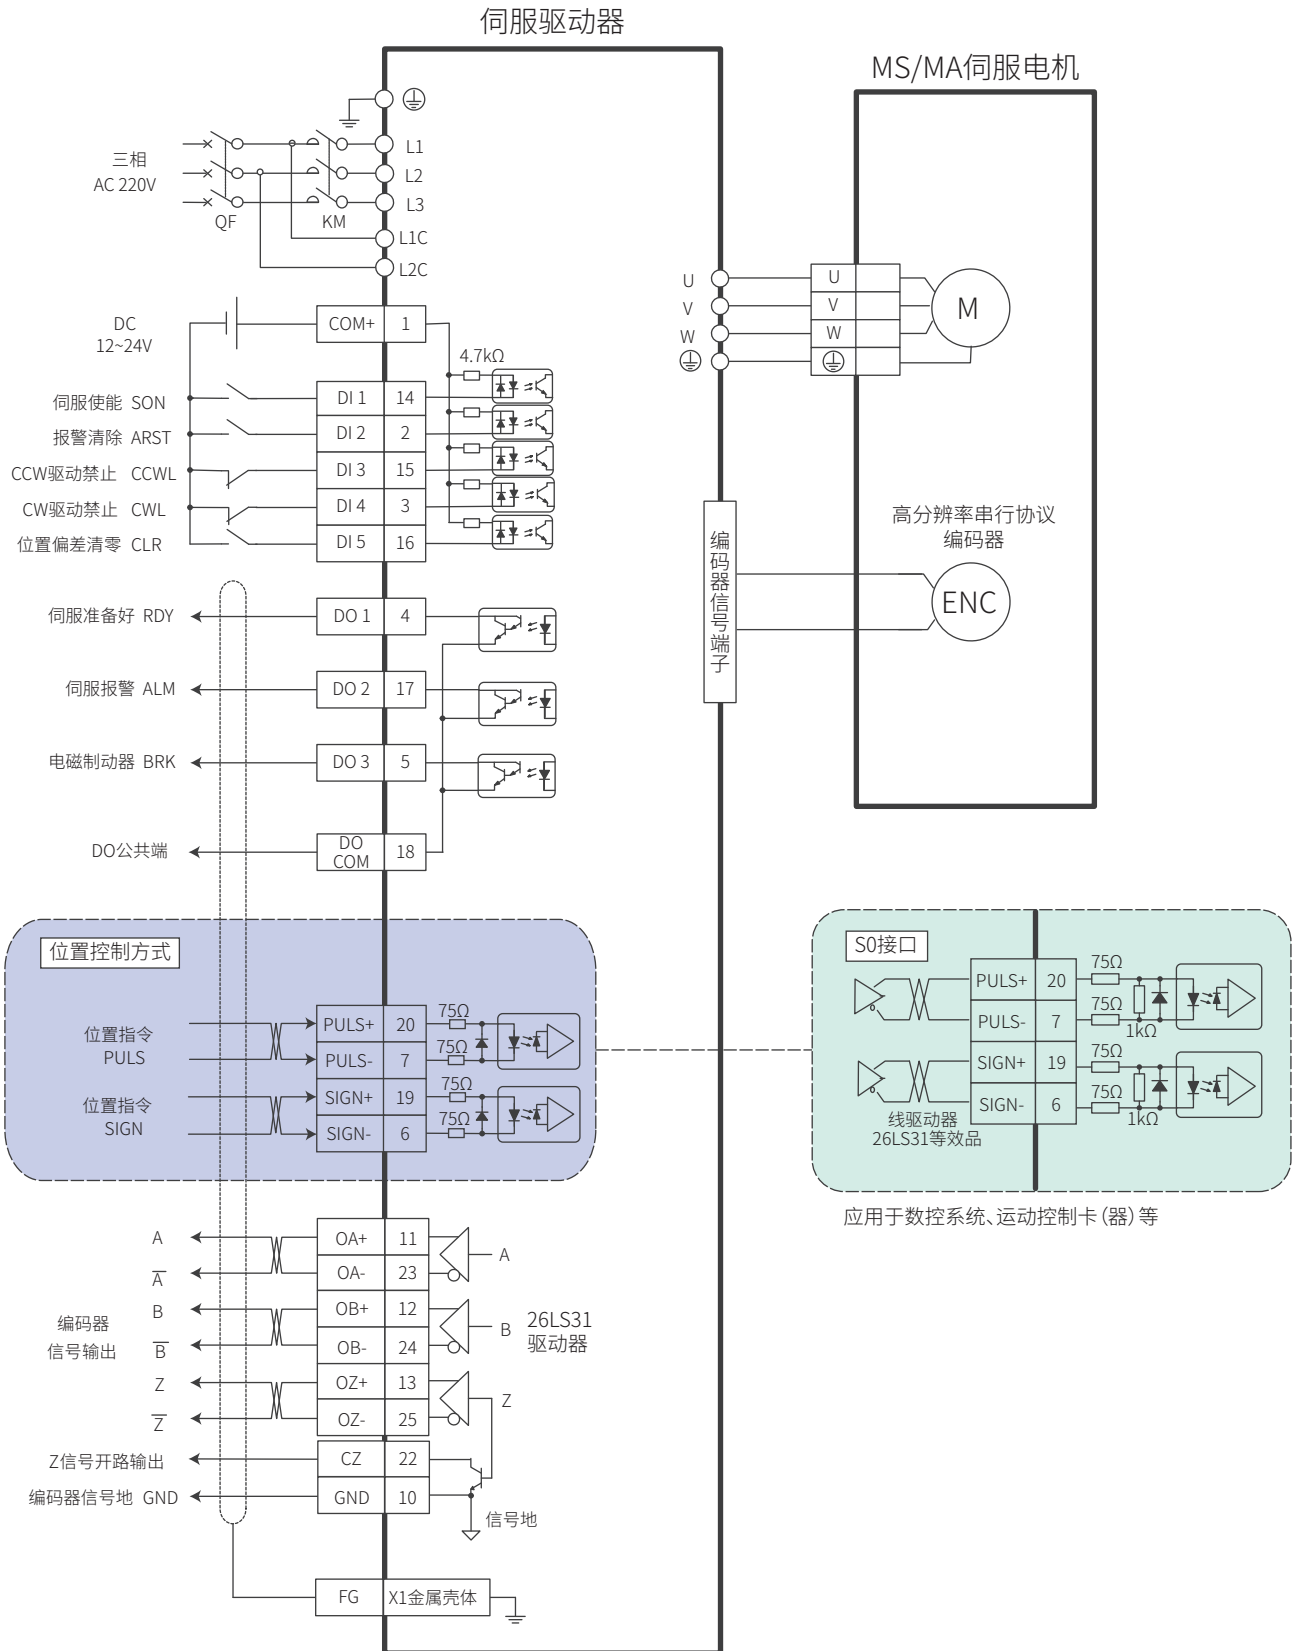 伺服驱动器
MS/MA伺服电机
三相
AC 220V
QF
KM
L1
L2
L3
L1C
L2C
U
V
W
U
V
W
M
DC
12~24V
COM+ 1
4.7kΩ
伺服使能 SON
DI 1 14
报警清除 ARST
DI 2 2
CCW驱动禁止 CCWL
DI 3 15
CW驱动禁止 CWL
DI 4 3
位置偏差清零 CLR
DI 5 16
编码器信号端子
高分辨率串行协议
编码器
ENC
伺服准备好 RDY
DO 1 4
伺服报警 ALM
DO 2 17
电磁制动器 BRK
DO 3 5
DO公共端
DO
COM
18
位置控制方式
位置指令
PULS
PULS+ 20 75Ω
PULS- 7 75Ω
位置指令
SIGN
SIGN+ 19 75Ω
SIGN- 6 75Ω
S0接口
PULS+ 20 75Ω
PULS- 7 75Ω
1kΩ
SIGN+ 19 75Ω
SIGN- 6 75Ω
1kΩ
线驱动器
26LS31等效品
应用于数控系统、运动控制卡（器）等
编码器
信号输出
A OA+ 11
A̅ OA- 23
A
B OB+ 12
B̅ OB- 24
B
26LS31
驱动器
Z OZ+ 13
Z̅ OZ- 25
Z
Z信号开路输出 CZ 22
编码器信号地 GND GND 10
信号地
FG X1金属壳体